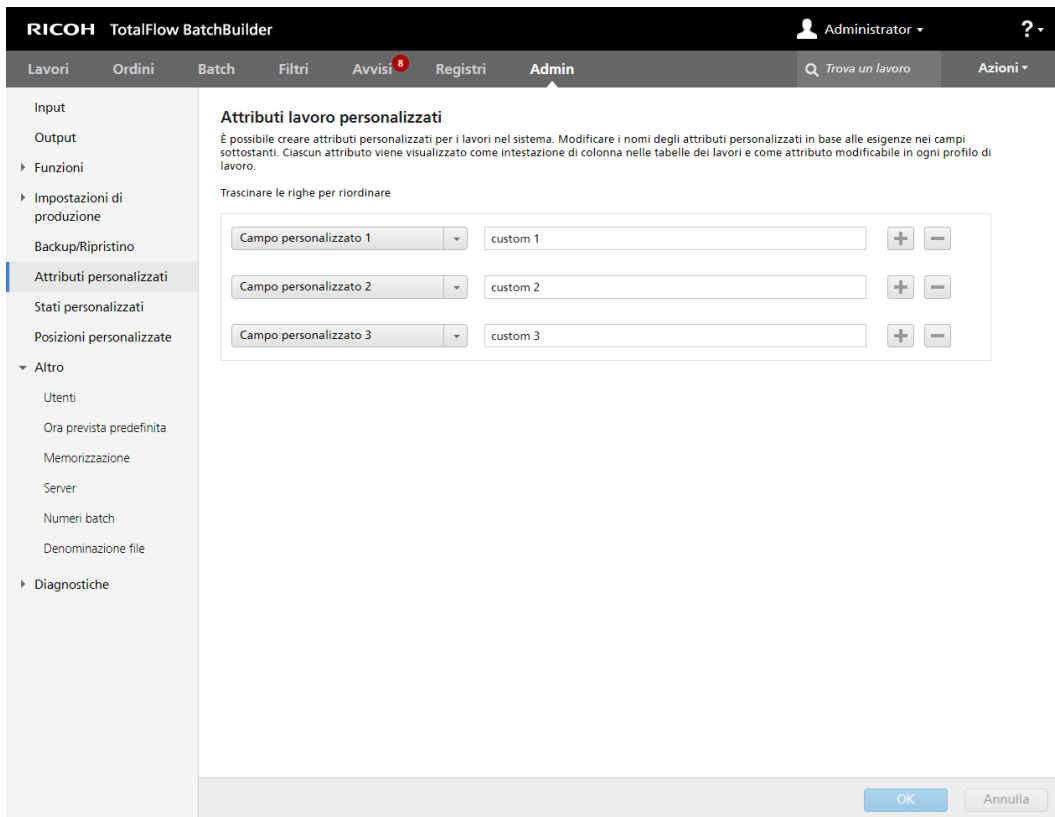 RICOH TotalFlow BatchBuilder
Administrator
?
Lavori Ordini Batch Filtri Avvisi 8 Registri Admin
Trova un lavoro
Azioni
Input
Output
Funzioni
Impostazioni di
produzione
Backup/Ripristino
Attributi personalizzati
Stati personalizzati
Posizioni personalizzate
Altro
Utenti
Ora prevista predefinita
Memorizzazione
Server
Numeri batch
Denominazione file
Diagnostiche
Attributi lavoro personalizzati
È possibile creare attributi personalizzati per i lavori nel sistema. Modificare i nomi degli attributi personalizzati in base alle esigenze nei campi
sottostanti. Ciascun attributo viene visualizzato come intestazione di colonna nelle tabelle dei lavori e come attributo modificabile in ogni profilo di
lavoro.
Trascinare le righe per riordinare
Campo personalizzato 1 custom 1
Campo personalizzato 2 custom 2
Campo personalizzato 3 custom 3
OK Annulla